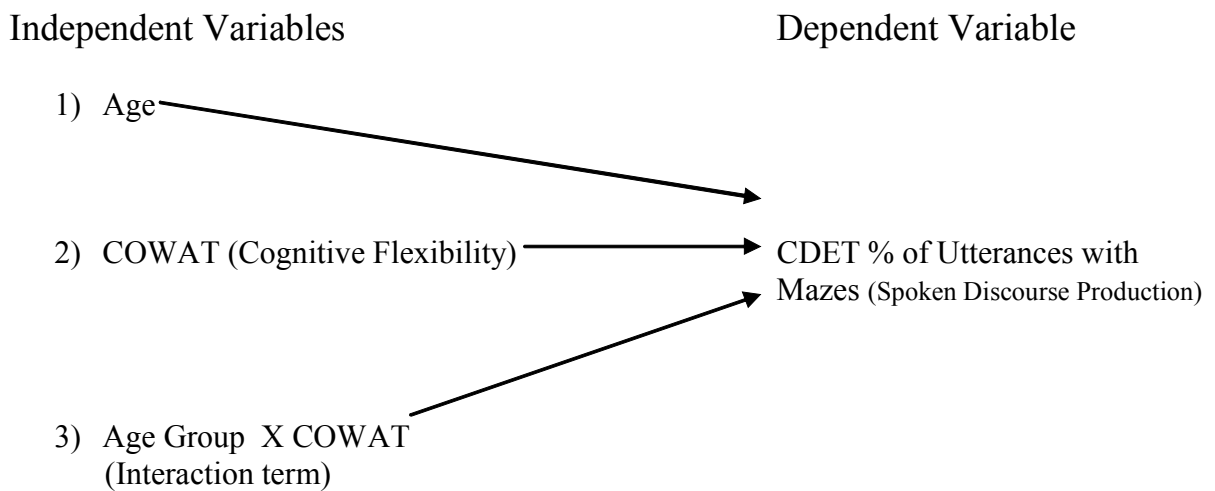 Independent Variables
Dependent Variable
1) Age
2) COWAT (Cognitive Flexibility)
CDET % of Utterances with
Mazes (Spoken Discourse Production)
3) Age Group X COWAT
(Interaction term)